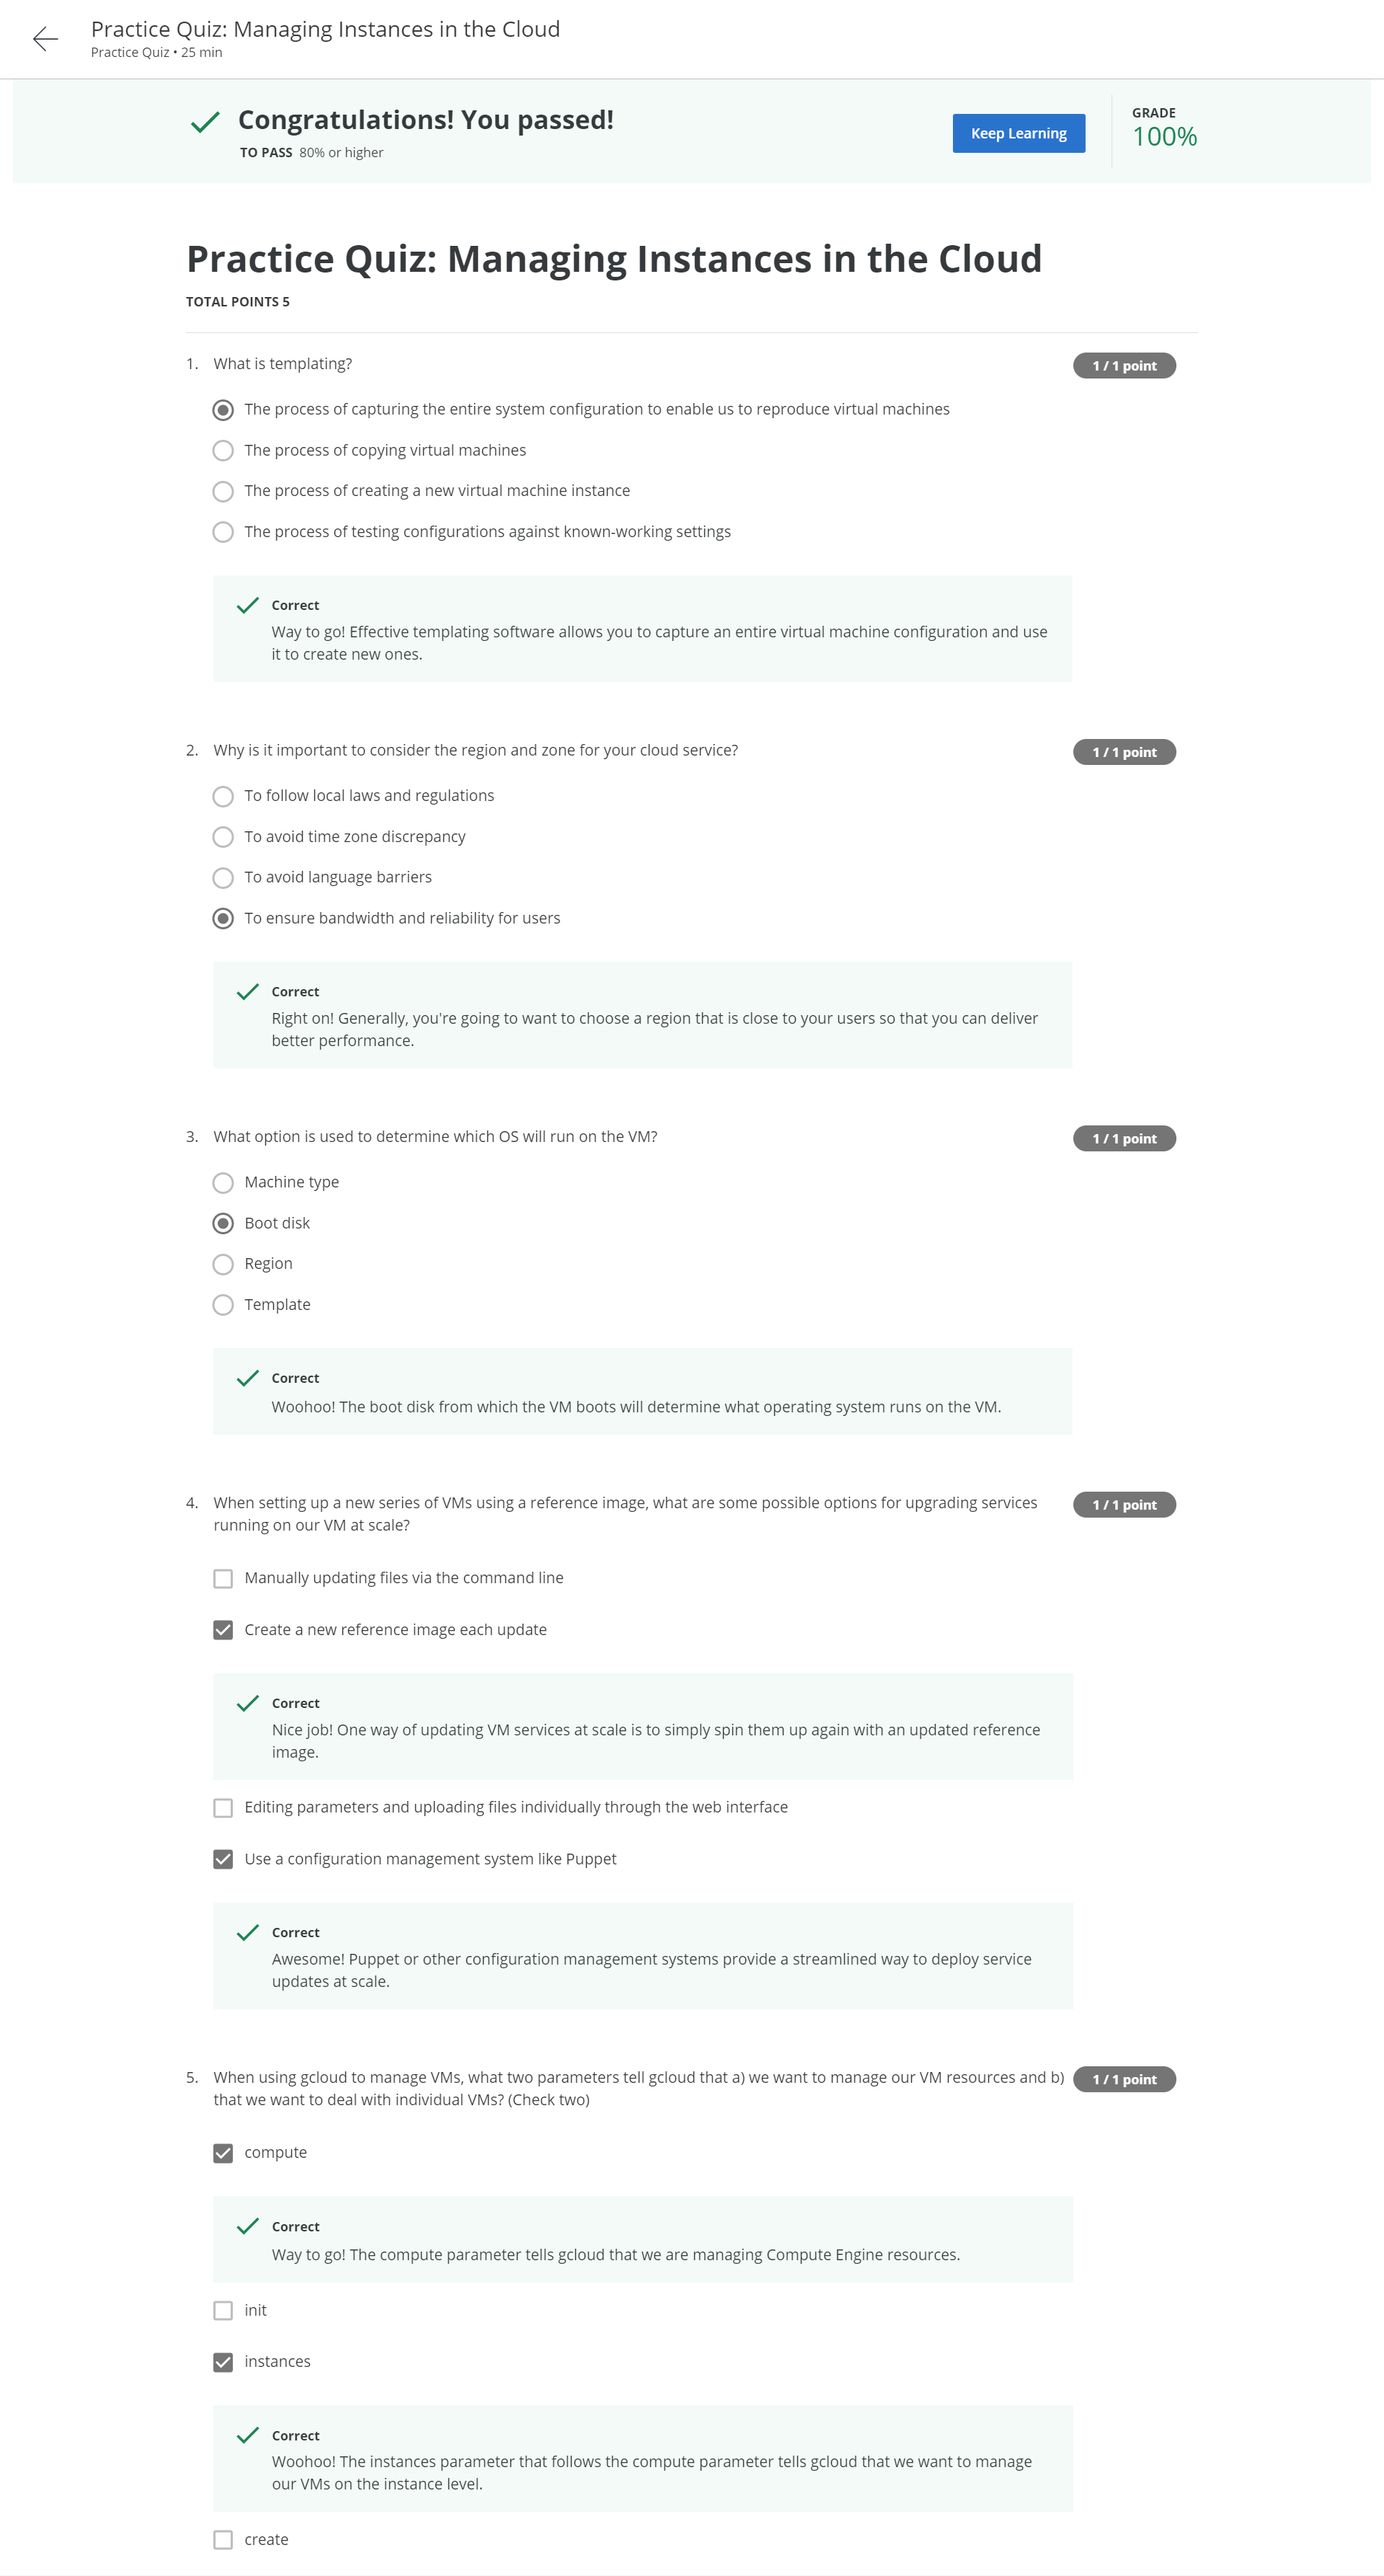 Practice Quiz: Managing Instances in the Cloud
Practice Quiz • 25 min
Congratulations! You passed!
TO PASS 80% or higher
Keep Learning
GRADE
100%
Practice Quiz: Managing Instances in the Cloud
TOTAL POINTS 5
1. What is templating?
1 / 1 point
The process of capturing the entire system configuration to enable us to reproduce virtual machines
The process of copying virtual machines
The process of creating a new virtual machine instance
The process of testing configurations against known-working settings
Correct
Way to go! Effective templating software allows you to capture an entire virtual machine configuration and use
it to create new ones.
2. Why is it important to consider the region and zone for your cloud service?
1 / 1 point
To follow local laws and regulations
To avoid time zone discrepancy
To avoid language barriers
To ensure bandwidth and reliability for users
Correct
Right on! Generally, you're going to want to choose a region that is close to your users so that you can deliver
better performance.
3. What option is used to determine which OS will run on the VM?
1 / 1 point
Machine type
Boot disk
Region
Template
Correct
Woohoo! The boot disk from which the VM boots will determine what operating system runs on the VM.
4. When setting up a new series of VMs using a reference image, what are some possible options for upgrading services
running on our VM at scale?
1 / 1 point
Manually updating files via the command line
Create a new reference image each update
Correct
Nice job! One way of updating VM services at scale is to simply spin them up again with an updated reference
image.
Editing parameters and uploading files individually through the web interface
Use a configuration management system like Puppet
Correct
Awesome! Puppet or other configuration management systems provide a streamlined way to deploy service
updates at scale.
5. When using gcloud to manage VMs, what two parameters tell gcloud that a) we want to manage our VM resources and b)
that we want to deal with individual VMs? (Check two)
1 / 1 point
compute
Correct
Way to go! The compute parameter tells gcloud that we are managing Compute Engine resources.
init
instances
Correct
Woohoo! The instances parameter that follows the compute parameter tells gcloud that we want to manage
our VMs on the instance level.
create